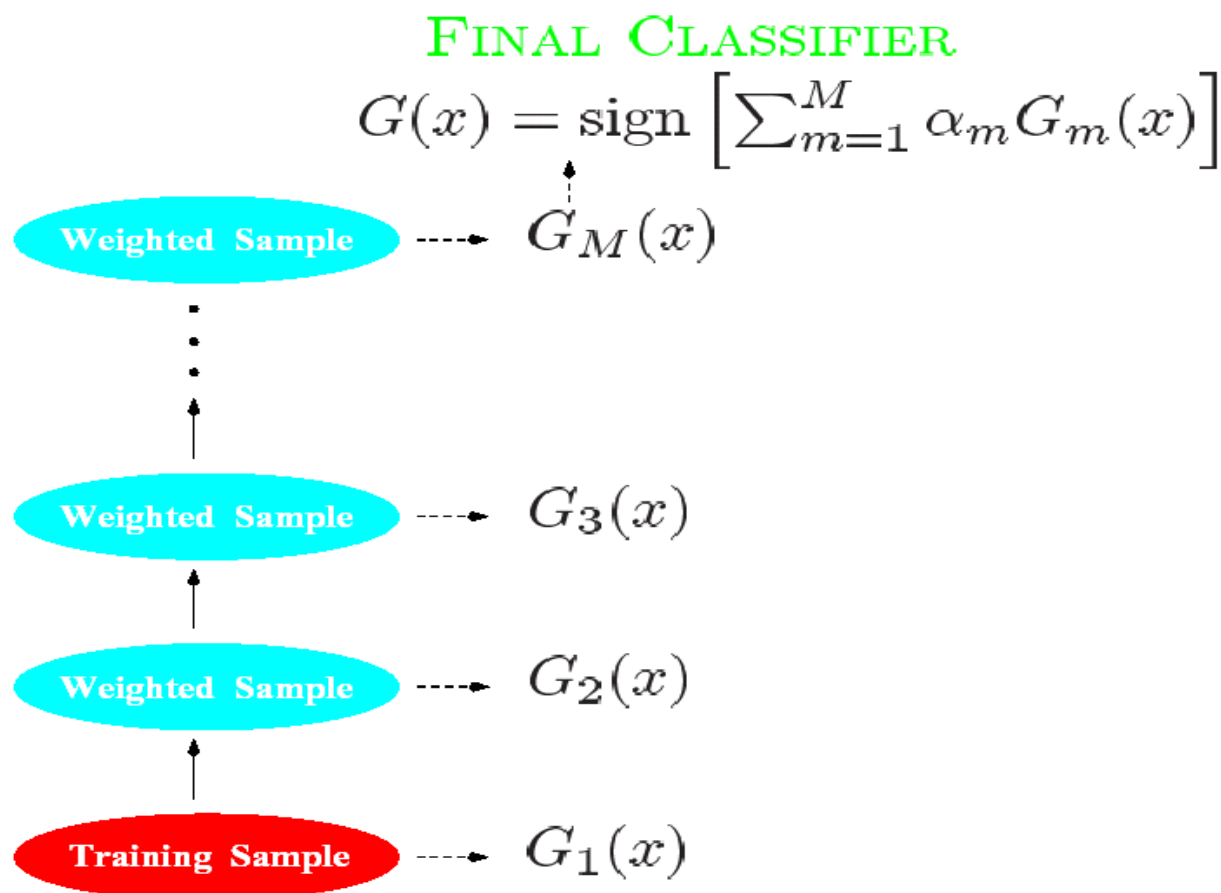 FINAL CLASSIFIER
G(x) = sign [∑_{m=1}^{M} α_m G_m(x)]
Weighted Sample G_M(x)
Weighted Sample G_3(x)
Weighted Sample G_2(x)
Training Sample G_1(x)